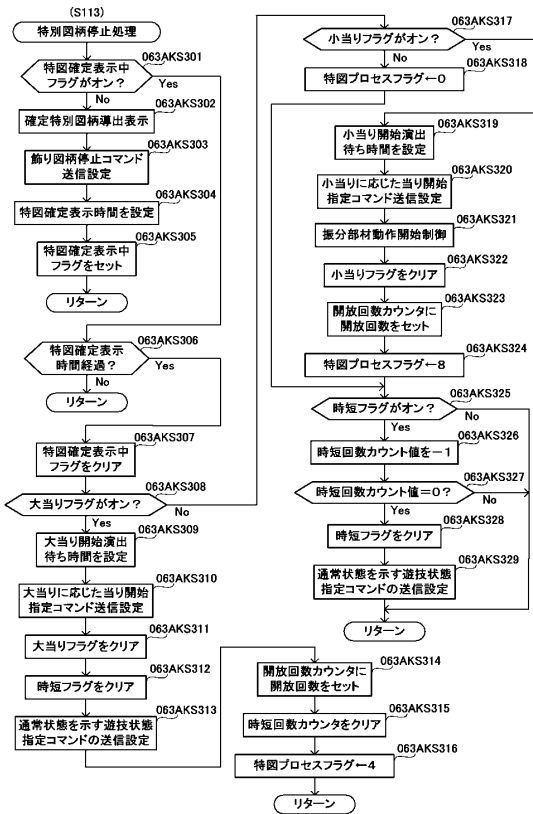 (S113)
特別図柄停止処理
063AKS301
特図確定表示中
フラグがオン?
Yes
No
063AKS302
確定特別図柄導出表示
063AKS303
飾り図柄停止コマンド
送信設定
063AKS304
特図確定表示時間を設定
063AKS305
特図確定表示中
フラグをセット
リターン
063AKS306
特図確定表示
時間経過?
Yes
No
リターン
063AKS307
特図確定表示中
フラグをクリア
063AKS308
大当りフラグがオン?
No
Yes
063AKS309
大当り開始演出
待ち時間を設定
063AKS310
大当りに応じた当り開始
指定コマンド送信設定
063AKS311
大当りフラグをクリア
063AKS312
時短フラグをクリア
063AKS313
通常状態を示す遊技状態
指定コマンドの送信設定
063AKS314
開放回数カウンタに
開放回数をセット
063AKS315
時短回数カウンタをクリア
063AKS316
特図プロセスフラグ←4
リターン
063AKS317
小当りフラグがオン?
Yes
No
063AKS318
特図プロセスフラグ←0
063AKS319
小当り開始演出
待ち時間を設定
063AKS320
小当りに応じた当り開始
指定コマンド送信設定
063AKS321
振分部材動作開始制御
063AKS322
小当りフラグをクリア
063AKS323
開放回数カウンタに
開放回数をセット
063AKS324
特図プロセスフラグ←8
063AKS325
時短フラグがオン?
No
Yes
063AKS326
時短回数カウント値を−1
063AKS327
時短回数カウント値=0?
No
Yes
063AKS328
時短フラグをクリア
063AKS329
通常状態を示す遊技状態
指定コマンドの送信設定
リターン